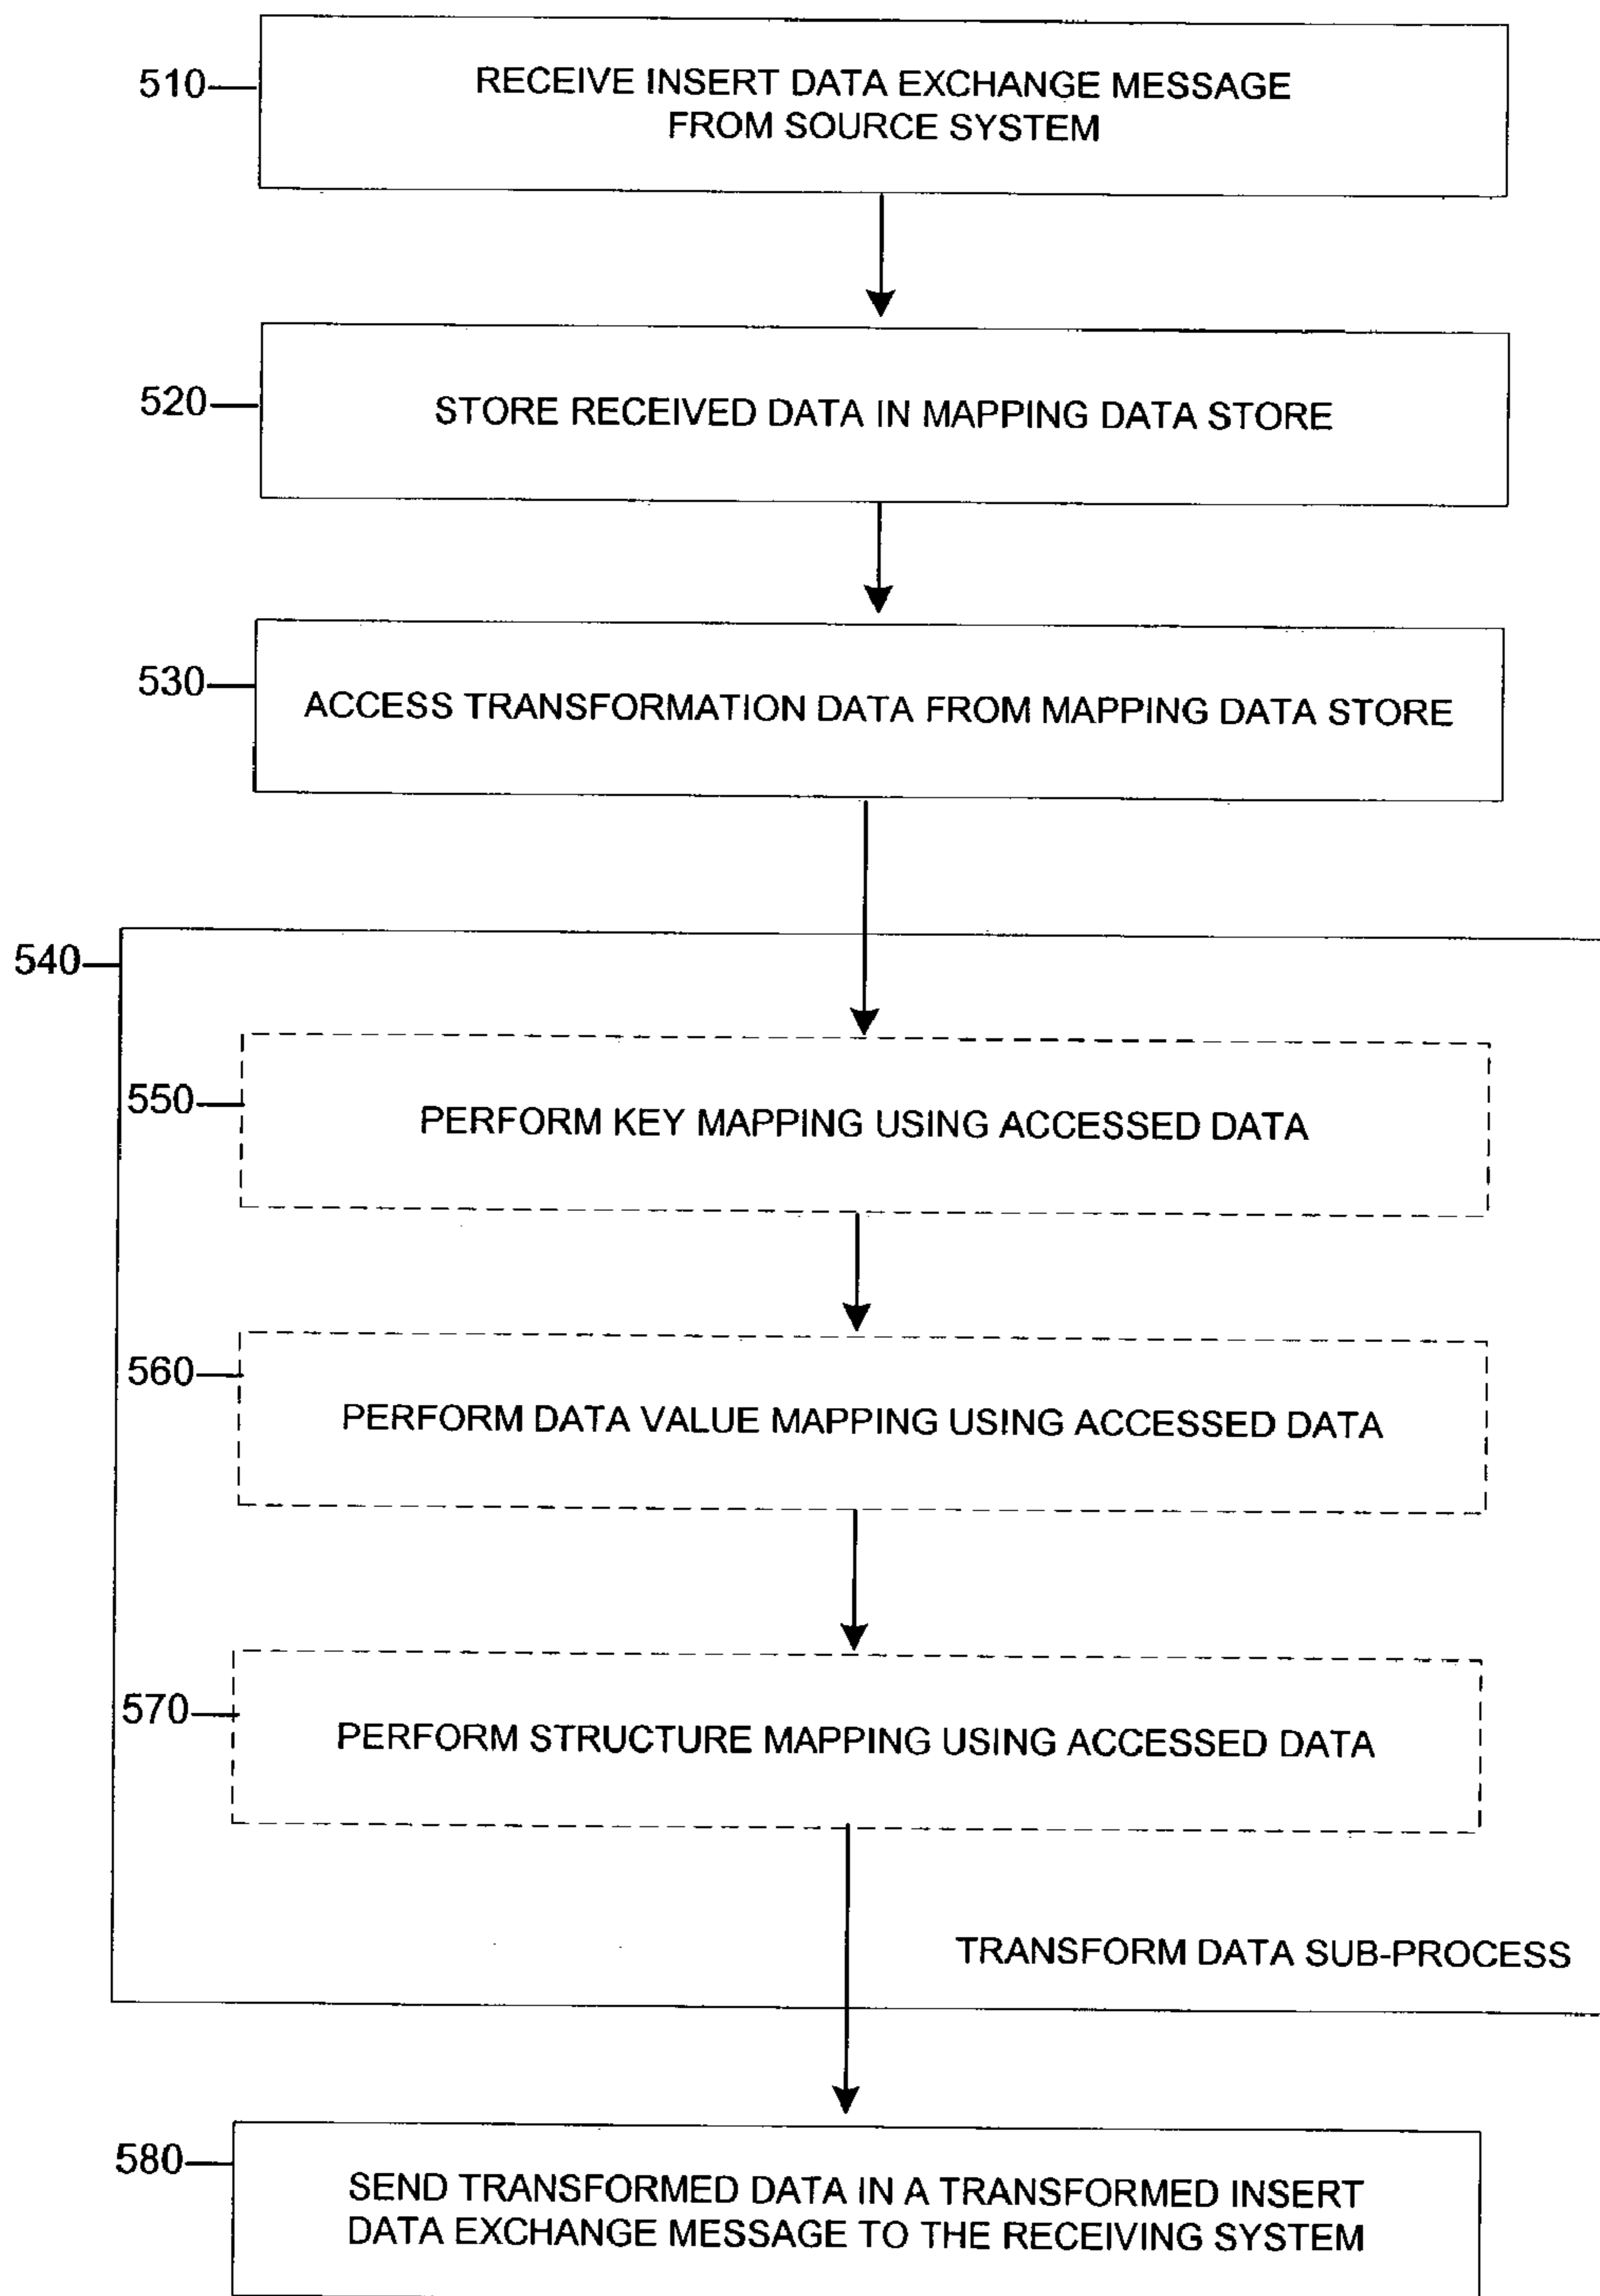 510
RECEIVE INSERT DATA EXCHANGE MESSAGE
FROM SOURCE SYSTEM
520
STORE RECEIVED DATA IN MAPPING DATA STORE
530
ACCESS TRANSFORMATION DATA FROM MAPPING DATA STORE
540
550
PERFORM KEY MAPPING USING ACCESSED DATA
560
PERFORM DATA VALUE MAPPING USING ACCESSED DATA
570
PERFORM STRUCTURE MAPPING USING ACCESSED DATA
TRANSFORM DATA SUB-PROCESS
580
SEND TRANSFORMED DATA IN A TRANSFORMED INSERT
DATA EXCHANGE MESSAGE TO THE RECEIVING SYSTEM